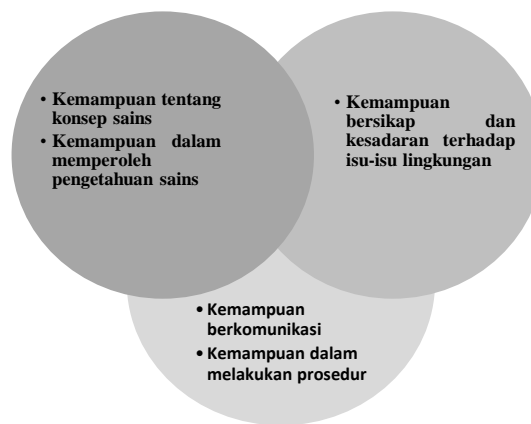 • Kemampuan tentang
konsep sains
• Kemampuan dalam
memperoleh
pengetahuan sains
• Kemampuan
bersikap dan
kesadaran terhadap
isu-isu lingkungan
• Kemampuan
berkomunikasi
• Kemampuan dalam
melakukan prosedur